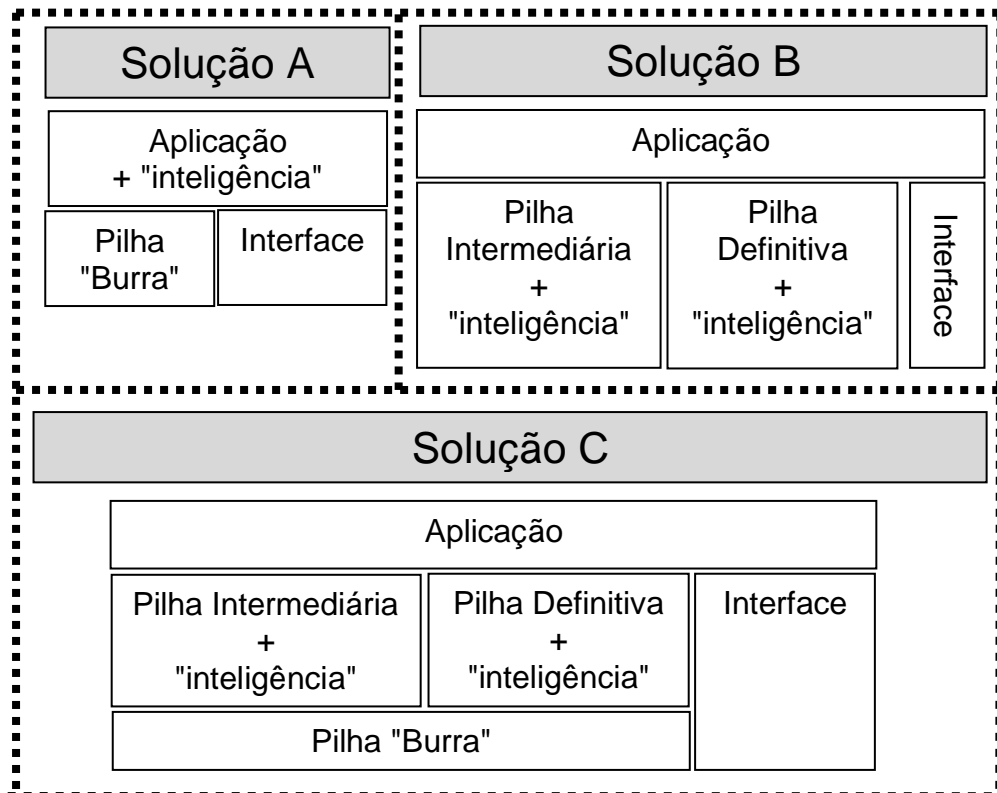 Solução A
Aplicação
+ "inteligência"
Pilha
"Burra"
Interface
Solução B
Aplicação
Pilha
Intermediária
+
"inteligência"
Pilha
Definitiva
+
"inteligência"
Interface
Solução C
Aplicação
Pilha Intermediária
+
"inteligência"
Pilha Definitiva
+
"inteligência"
Interface
Pilha "Burra"